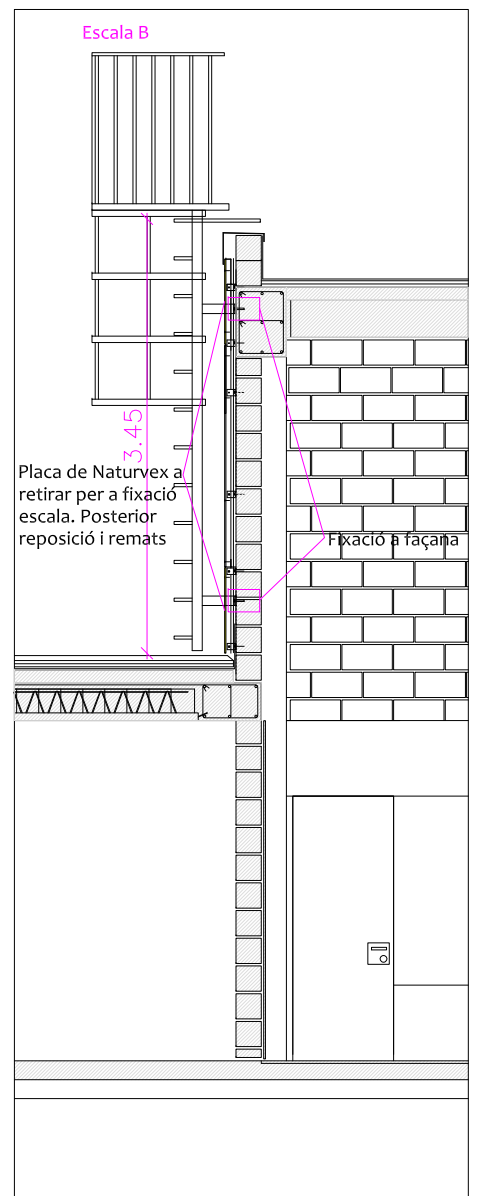 Escala B
3.45
Placa de Naturvex a
retirar per a fixació
escala. Posterior
reposició i remats
Fixació a façana